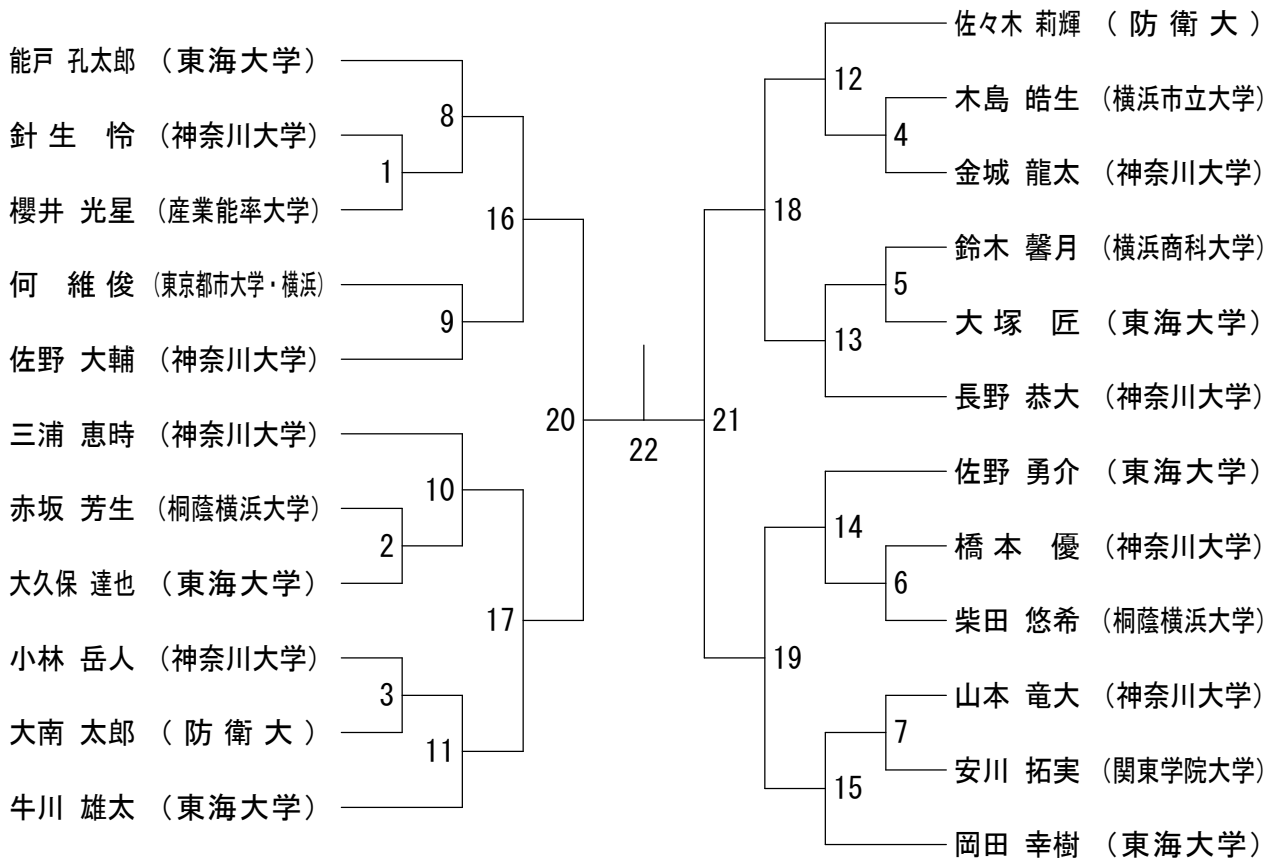 能戸 孔太郎 （東海大学）
8
針生 怜 （神奈川大学）
1
櫻井 光星 （産業能率大学）
16
何 維俊 （東京都市大学・横浜）
9
佐野 大輔 （神奈川大学）
20
三浦 恵時 （神奈川大学）
10
赤坂 芳生 （桐蔭横浜大学）
2
大久保 達也 （東海大学）
17
小林 岳人 （神奈川大学）
3
大南 太郎 （防衛大）
11
牛川 雄太 （東海大学）
22
佐々木 莉輝 （防衛大）
12
木島 皓生 （横浜市立大学）
4
金城 龍太 （神奈川大学）
18
鈴木 馨月 （横浜商科大学）
5
大塚 匠 （東海大学）
13
長野 恭大 （神奈川大学）
21
佐野 勇介 （東海大学）
14
橋本 優 （神奈川大学）
6
柴田 悠希 （桐蔭横浜大学）
19
山本 竜大 （神奈川大学）
7
安川 拓実 （関東学院大学）
15
岡田 幸樹 （東海大学）